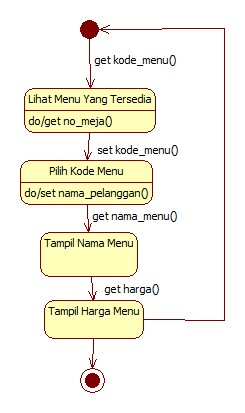 get kode_menu()
Lihat Menu Yang Tersedia
do/get no_meja()
set kode_menu()
Pilih Kode Menu
do/set nama_pelanggan()
get nama_menu()
Tampil Nama Menu
get harga()
Tampil Harga Menu